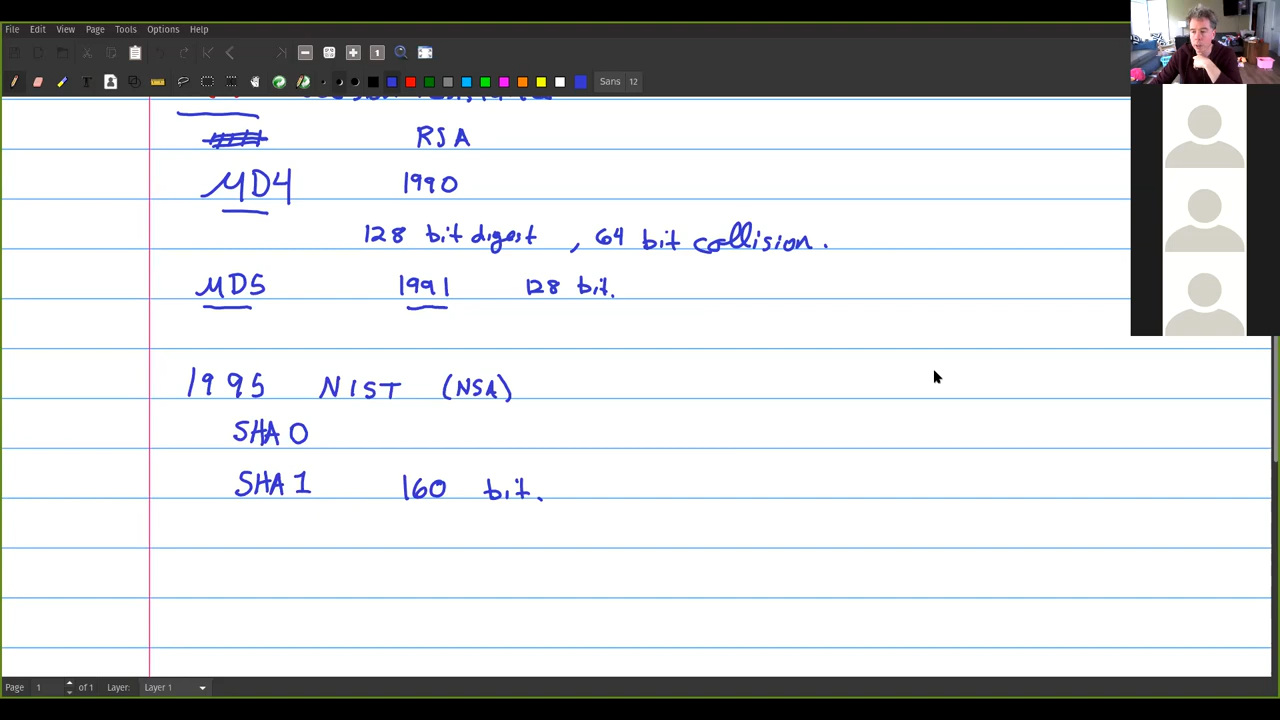 File Edit View Page Tools Options Help
Sans 12
RSA
MD4 1990
128 bit digest , 64 bit collision.
MD5 1991 128 bit.
1995 NIST (NSA)
SHA 0
SHA 1 160 bit.
Page 1 of 1 Layer: Layer 1